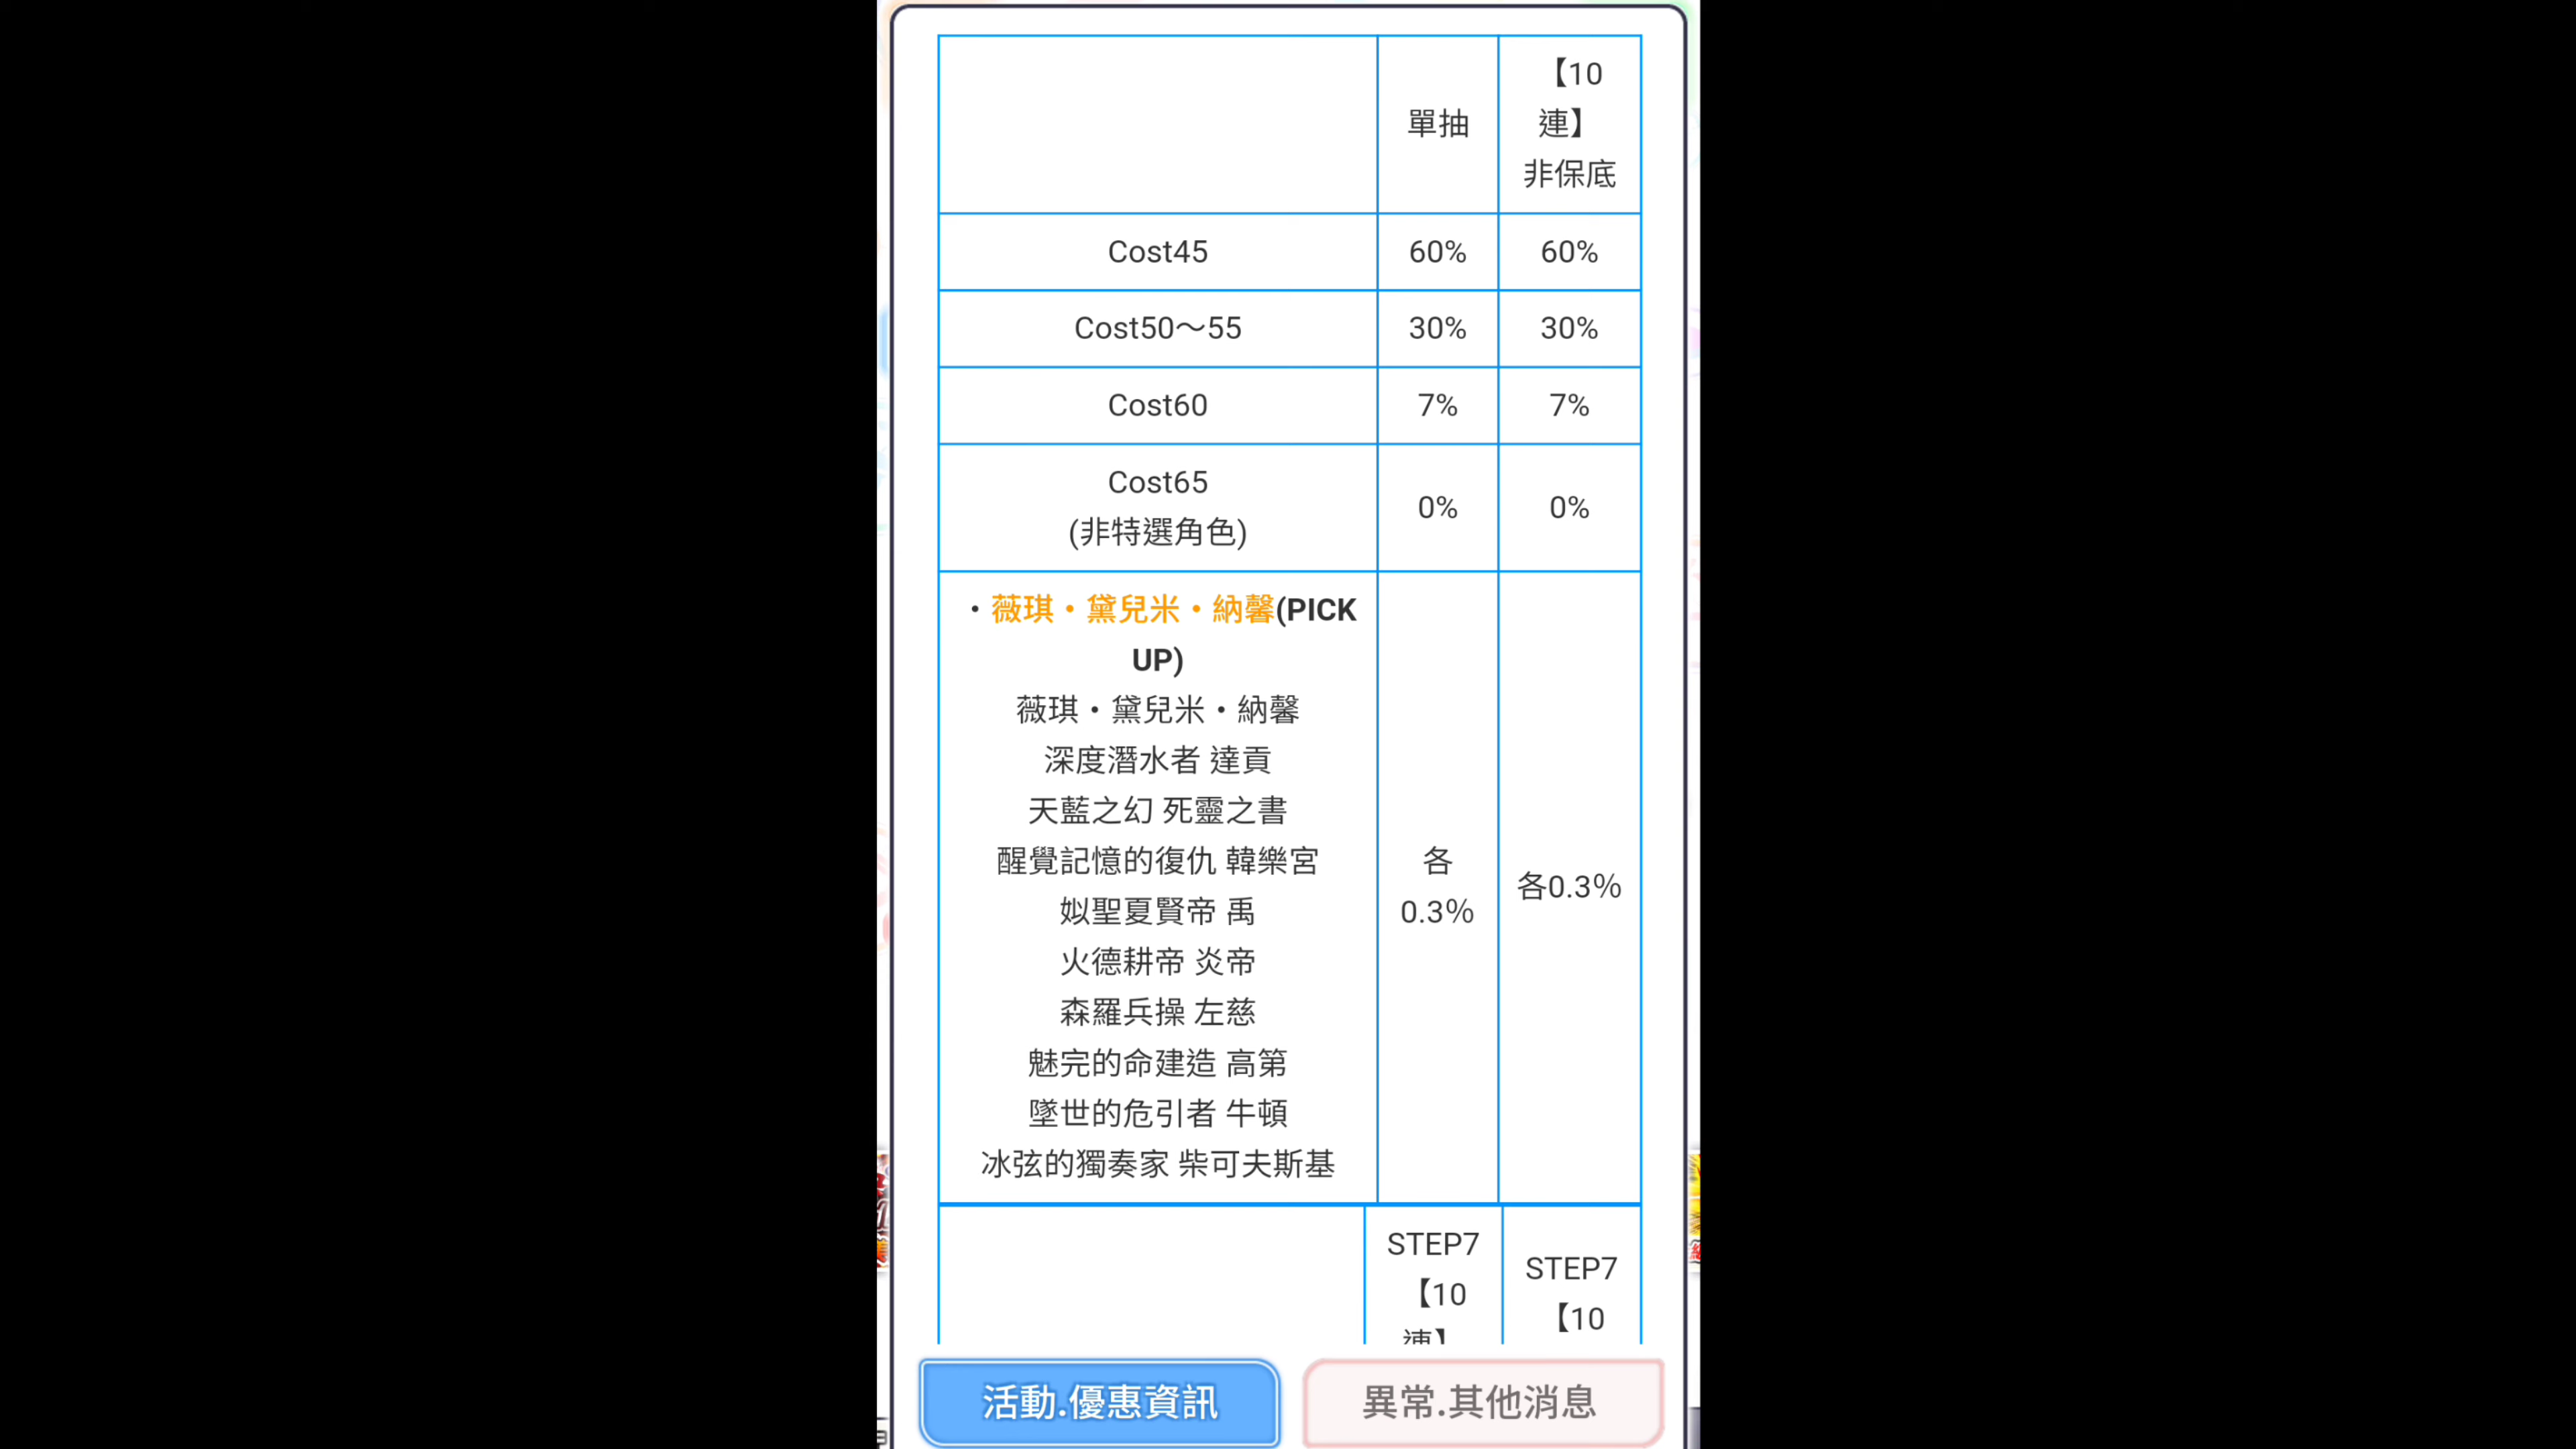 單抽
【10
連】
非保底
Cost45 60% 60%
Cost50～55 30% 30%
Cost60 7% 7%
Cost65
(非特選角色)
0% 0%
・薇琪・黛兒米・納馨(PICK
UP)
薇琪・黛兒米・納馨
深度潛水者 達貢
天藍之幻 死靈之書
醒覺記憶的復仇 韓樂宮
姒聖夏賢帝 禹
火德耕帝 炎帝
森羅兵操 左慈
魅完的命建造 高第
墜世的危引者 牛頓
冰弦的獨奏家 柴可夫斯基
各
0.3%
各0.3%
STEP7
【10
連】
STEP7
【10
活動.優惠資訊
異常.其他消息